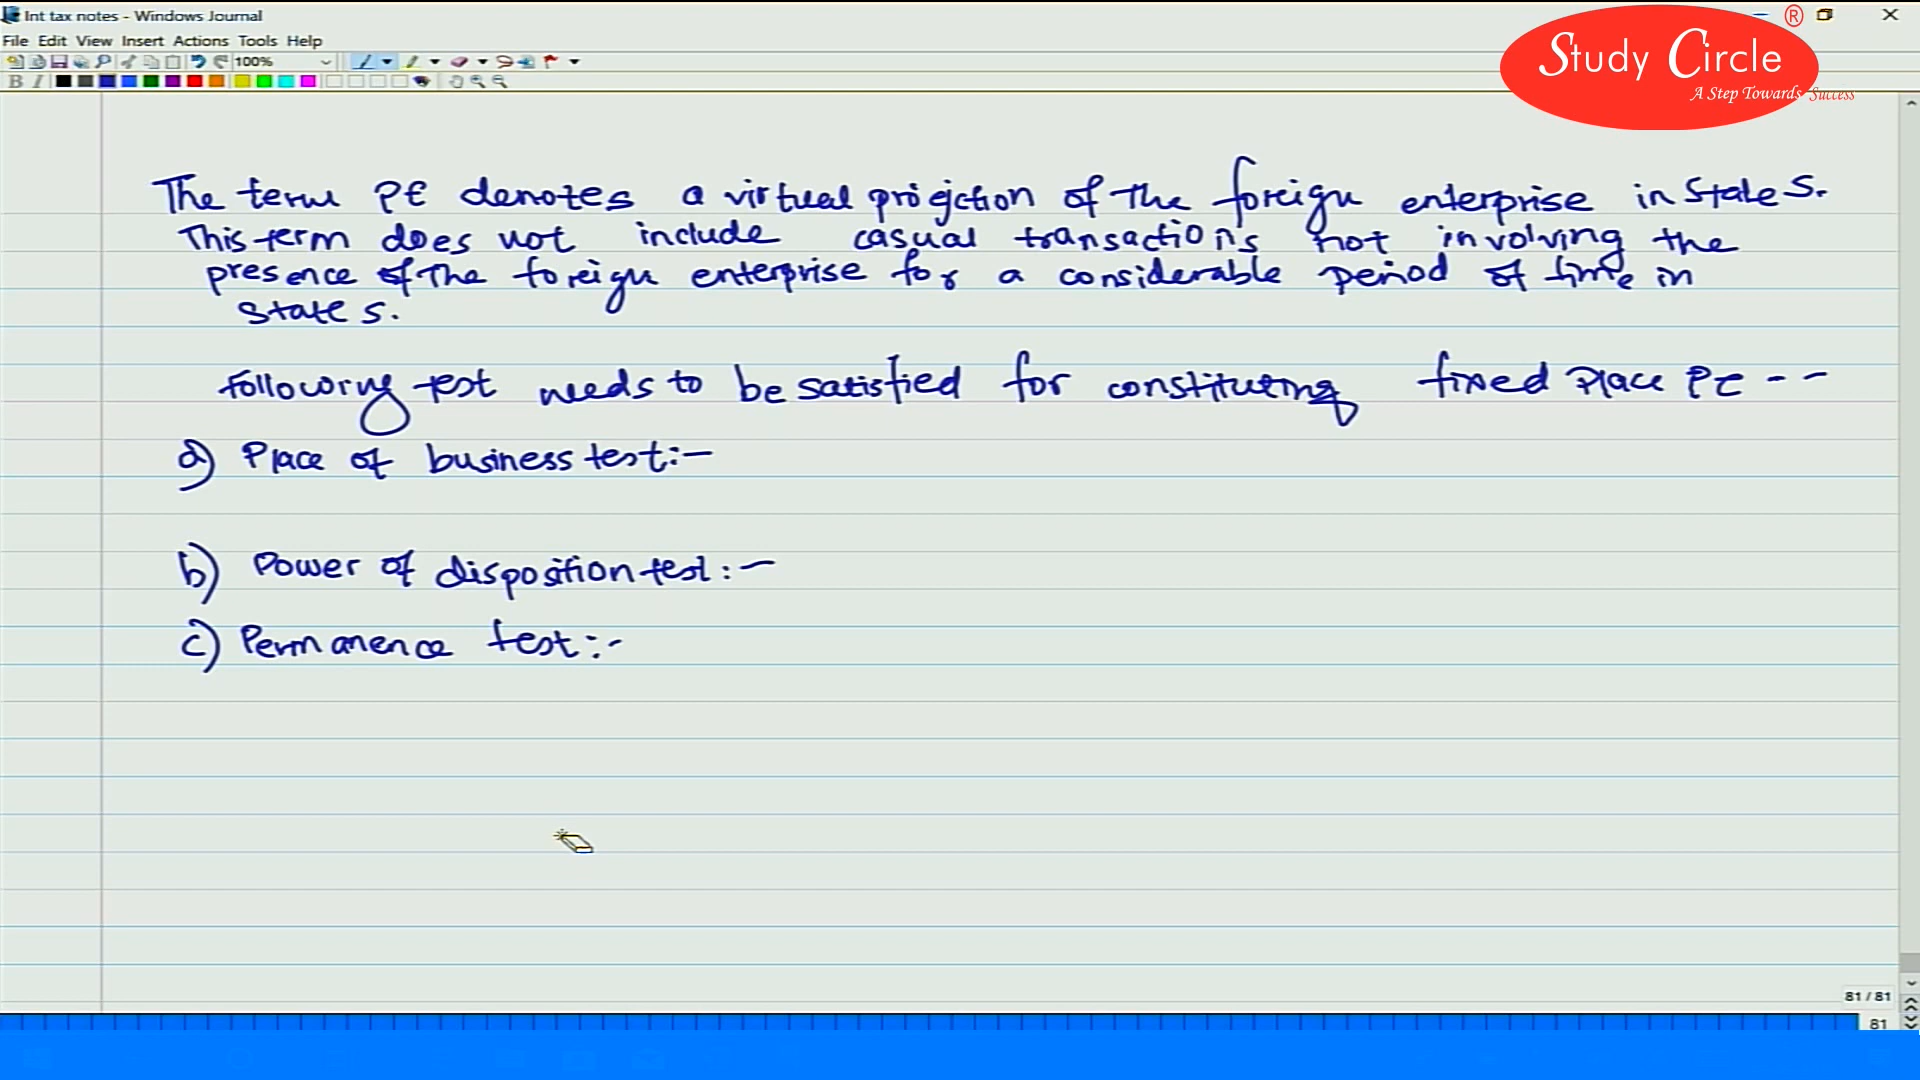 Int tax notes - Windows Journal
File Edit View Insert Actions Tools Help
100%
B I
® Study Circle
A Step Towards Success
The term PE denotes a virtual projection of the foreign enterprise in State S.
This term does not include casual transactions not involving the
presence of the foreign enterprise for a considerable period of time in
State S.
Following test needs to be satisfied for constituting fixed place PE --
a) Place of business test:-
b) Power of disposition test:-
c) Permanence test:-
81 / 81
81